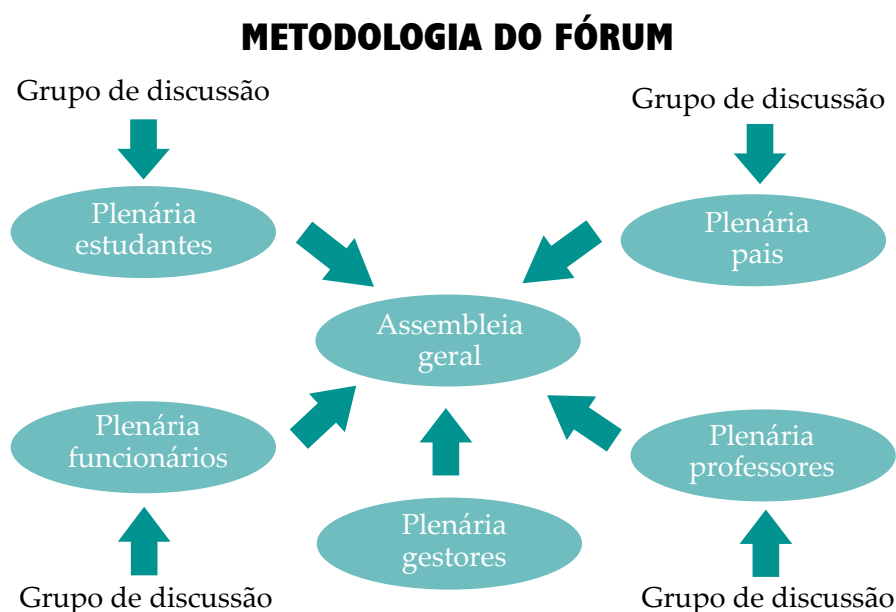 METODOLOGIA DO FÓRUM
Grupo de discussão
Grupo de discussão
Plenária
estudantes
Plenária
pais
Assembleia
geral
Plenária
funcionários
Plenária
professores
Plenária
gestores
Grupo de discussão
Grupo de discussão